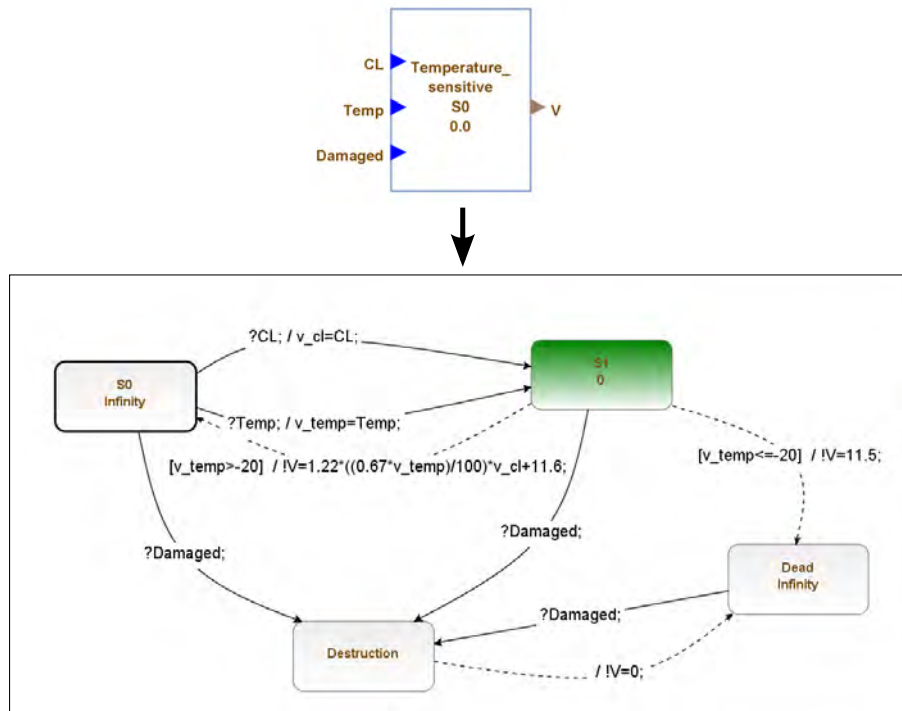 CL
Temperature_
sensitive
Temp
S0
0.0
V
Damaged
?CL; / v_cl=CL;
S0
Infinity
S1
0
?Temp; / v_temp=Temp;
[v_temp>-20] / !V=1.22*((0.67*v_temp)/100)*v_cl+11.6;
[v_temp<=-20] / !V=11.5;
?Damaged;
?Damaged;
Dead
Infinity
?Damaged;
Destruction
/ !V=0;